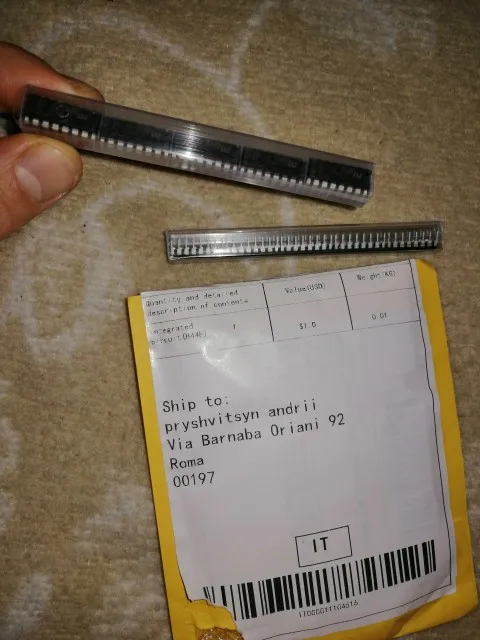 Quantity and detailed description of contents
Value(USD)
Weight(KG)
Integrated
1
$1.0
0.01
Ship to:
pryshvitsyn andrii
Via Barnaba Oriani 92
Roma
00197
IT